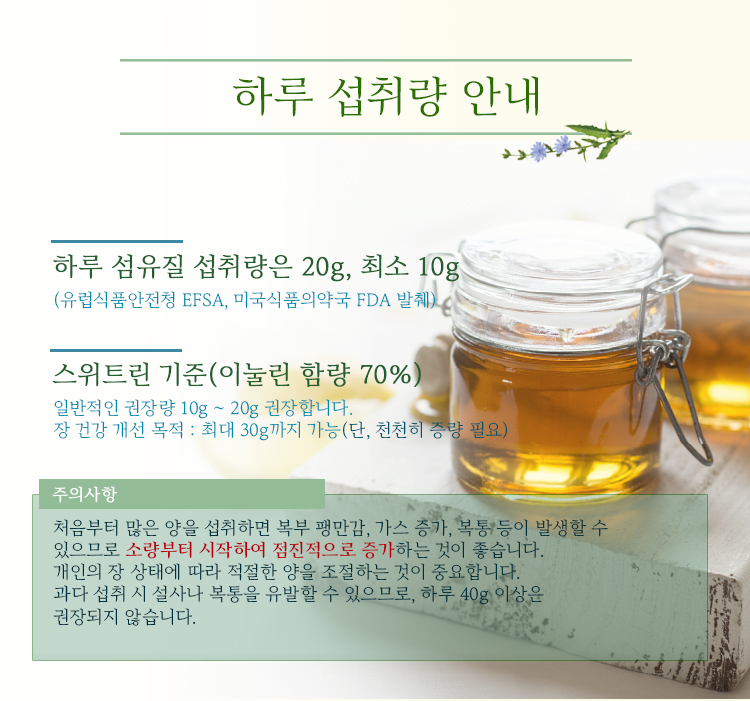 하루 섭취량 안내
하루 섬유질 섭취량은 20g, 최소 10g
(유럽식품안전청 EFSA, 미국식품의약국 FDA 발췌)
스위트린 기준(이눌린 함량 70%)
일반적인 권장량 10g ~ 20g 권장합니다.
장 건강 개선 목적 : 최대 30g까지 가능(단, 천천히 증량 필요)
주의사항
처음부터 많은 양을 섭취하면 복부 팽만감, 가스 증가, 복통 등이 발생할 수
있으므로 소량부터 시작하여 점진적으로 증가하는 것이 좋습니다.
개인의 장 상태에 따라 적절한 양을 조절하는 것이 중요합니다.
과다 섭취 시 설사나 복통을 유발할 수 있으므로, 하루 40g 이상은
권장되지 않습니다.